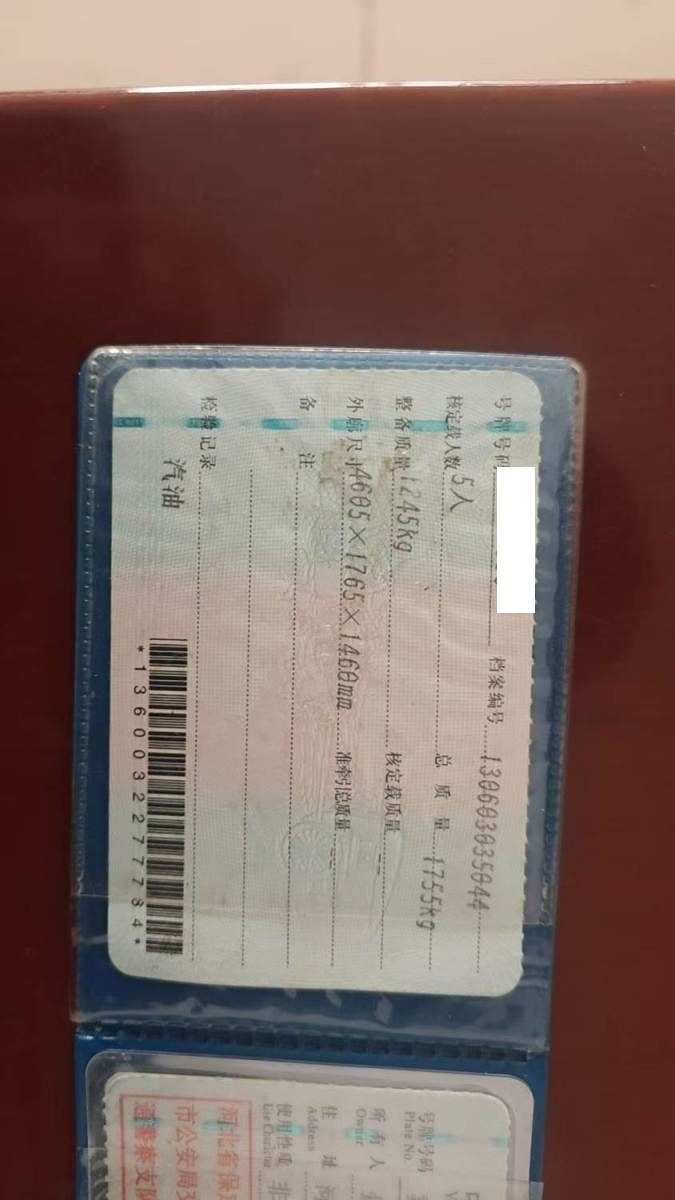 号牌号码 档案编号 130603035044
核定载人数 5人 总质量 1755kg
整备质量 1245kg 核定载质量 --
外廓尺寸 4605×1765×1460mm 准牵引总质量 --
备注
检验记录
汽油
*1360032277784*
号牌号码
Plate No.
所有人
Owner
住址
Address
使用性质 非
Use Character
河北省保
市公安局交
通警察支队